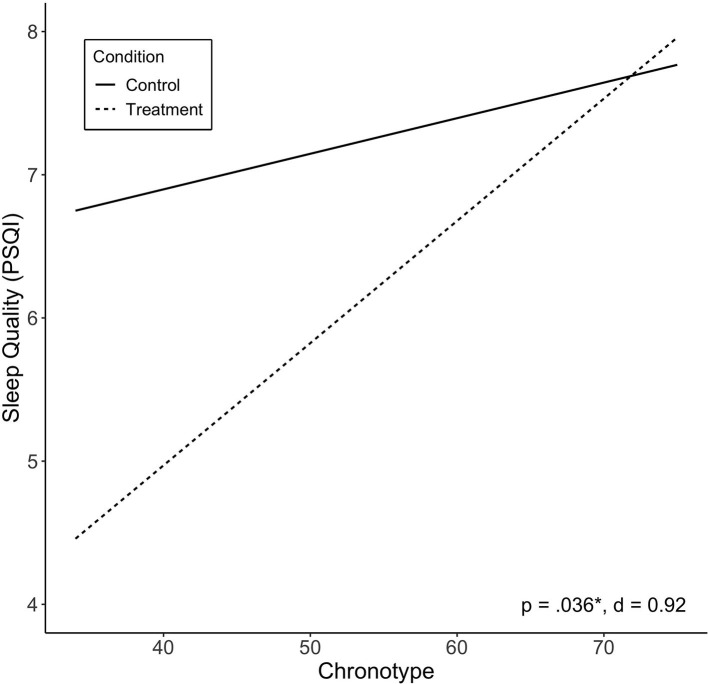 8
Condition
Control
Treatment
7
6
5
4
Sleep Quality (PSQI)
p = .036*, d = 0.92
40 50 60 70
Chronotype